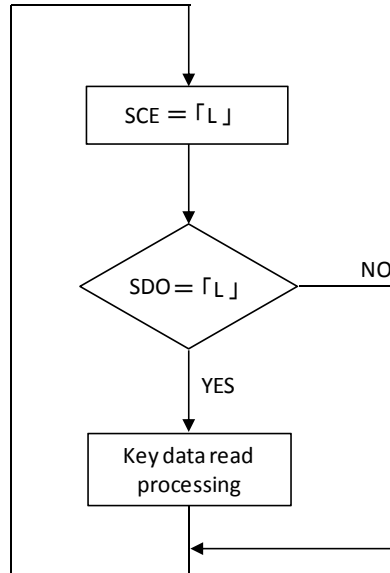 SCE =「L」
SDO=「L」
NO
YES
Key data read
processing